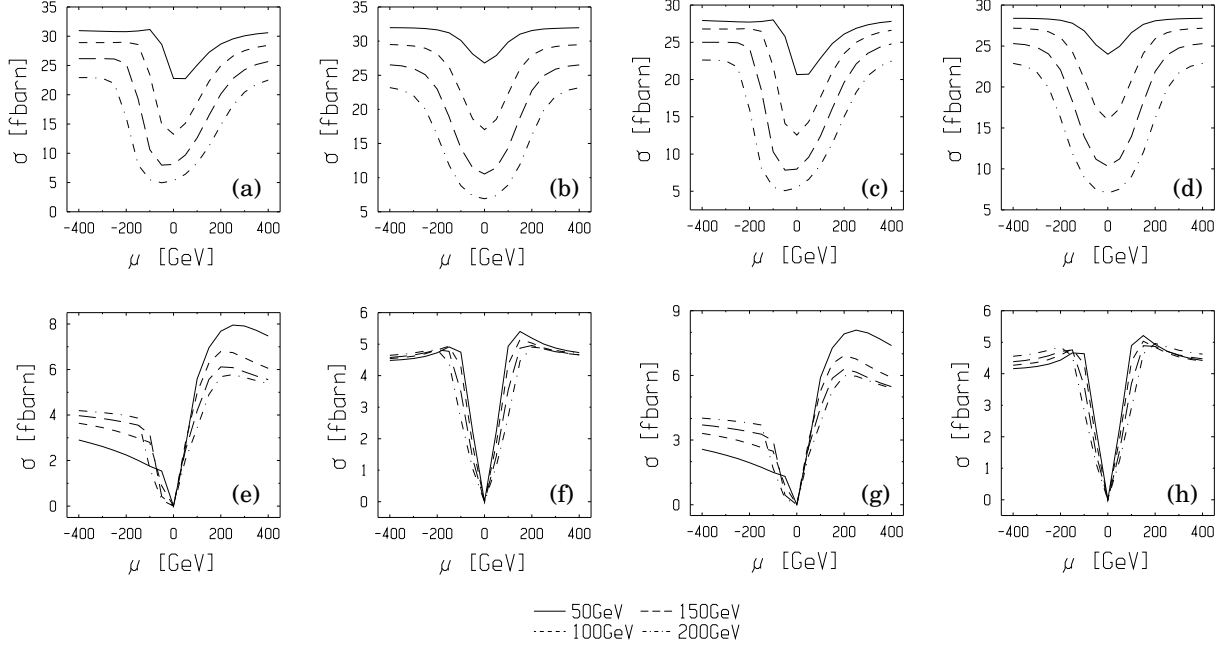 35
30
25
20
15
10
5
0
σ [fbarn]
(a)
-400 -200 0 200 400
μ [GeV]
35
30
25
20
15
10
5
σ [fbarn]
(b)
-400 -200 0 200 400
μ [GeV]
30
25
20
15
10
5
σ [fbarn]
(c)
-400 -200 0 200 400
μ [GeV]
30
25
20
15
10
5
σ [fbarn]
(d)
-400 -200 0 200 400
μ [GeV]
8
6
4
2
0
σ [fbarn]
(e)
-400 -200 0 200 400
μ [GeV]
6
5
4
3
2
1
0
σ [fbarn]
(f)
-400 -200 0 200 400
μ [GeV]
9
6
3
0
σ [fbarn]
(g)
-400 -200 0 200 400
μ [GeV]
6
5
4
3
2
1
0
σ [fbarn]
(h)
-400 -200 0 200 400
μ [GeV]
50GeV 150GeV
100GeV 200GeV